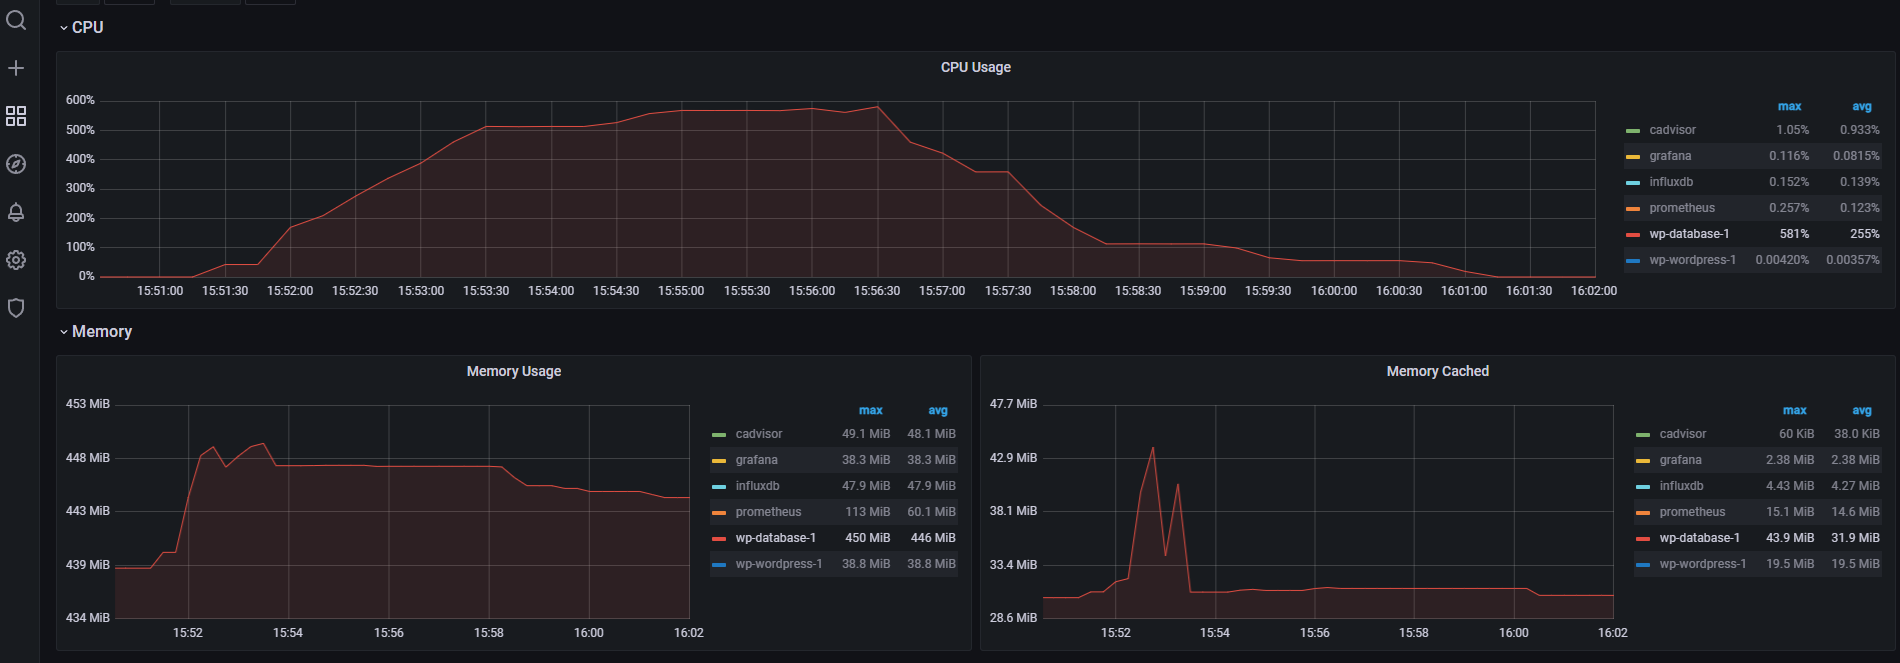 CPU
CPU Usage
600%
500%
400%
300%
200%
100%
0%
15:51:00 15:51:30 15:52:00 15:52:30 15:53:00 15:53:30 15:54:00 15:54:30 15:55:00 15:55:30 15:56:00 15:56:30 15:57:00 15:57:30 15:58:00 15:58:30 15:59:00 15:59:30 16:00:00 16:00:30 16:01:00 16:01:30 16:02:00
max avg
cadvisor 1.05% 0.933%
grafana 0.116% 0.0815%
influxdb 0.152% 0.139%
prometheus 0.257% 0.123%
wp-database-1 581% 255%
wp-wordpress-1 0.00420% 0.00357%
Memory
Memory Usage
453 MiB
448 MiB
443 MiB
439 MiB
434 MiB
15:52 15:54 15:56 15:58 16:00 16:02
max avg
cadvisor 49.1 MiB 48.1 MiB
grafana 38.3 MiB 38.3 MiB
influxdb 47.9 MiB 47.9 MiB
prometheus 113 MiB 60.1 MiB
wp-database-1 450 MiB 446 MiB
wp-wordpress-1 38.8 MiB 38.8 MiB
Memory Cached
47.7 MiB
42.9 MiB
38.1 MiB
33.4 MiB
28.6 MiB
15:52 15:54 15:56 15:58 16:00 16:02
max avg
cadvisor 60 KiB 38.0 KiB
grafana 2.38 MiB 2.38 MiB
influxdb 4.43 MiB 4.27 MiB
prometheus 15.1 MiB 14.6 MiB
wp-database-1 43.9 MiB 31.9 MiB
wp-wordpress-1 19.5 MiB 19.5 MiB